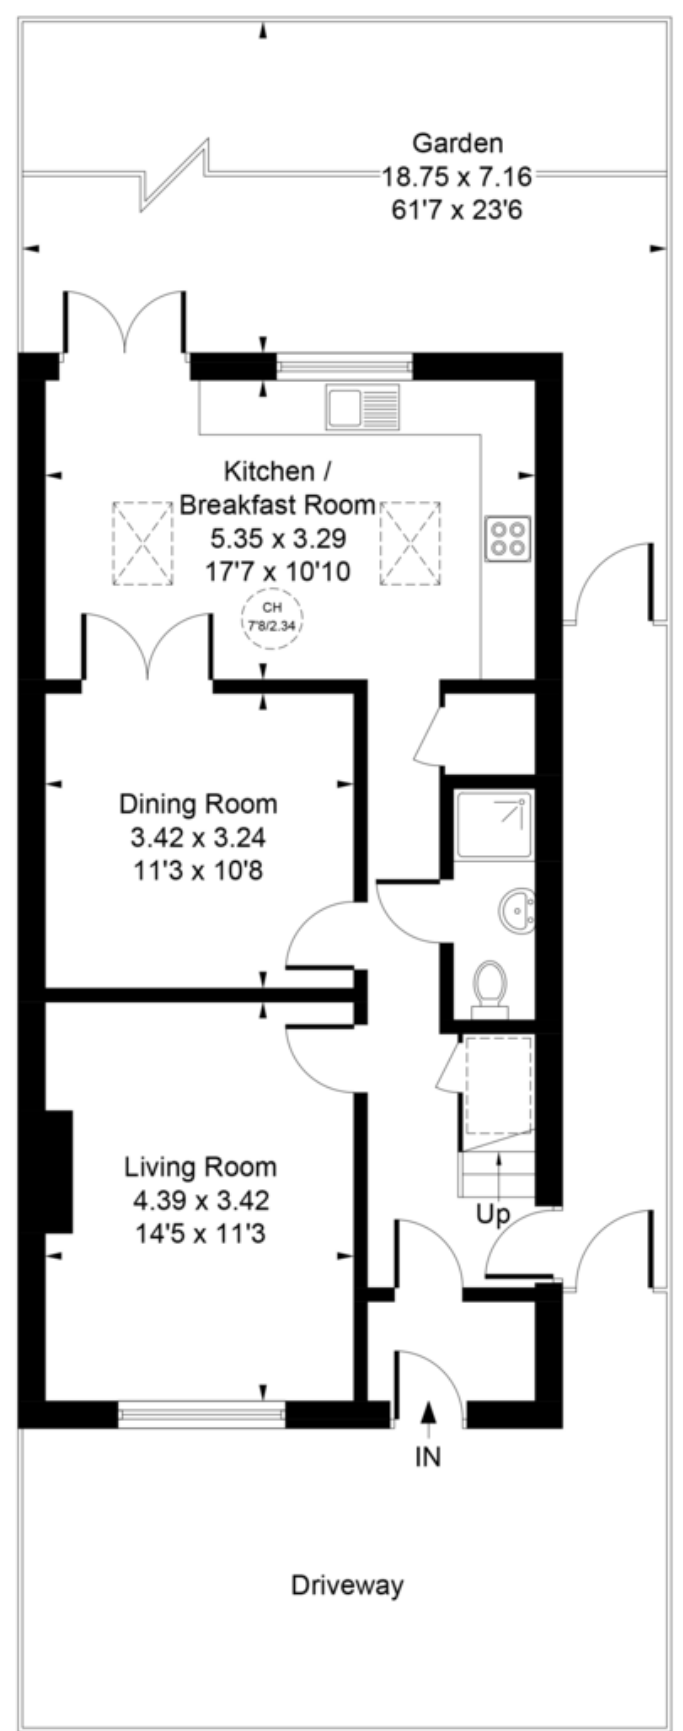 Garden
18.75 x 7.16
61'7 x 23'6
Kitchen /
Breakfast Room
5.35 x 3.29
17'7 x 10'10
CH
7'8/2.34
Dining Room
3.42 x 3.24
11'3 x 10'8
Living Room
4.39 x 3.42
14'5 x 11'3
Up
IN
Driveway